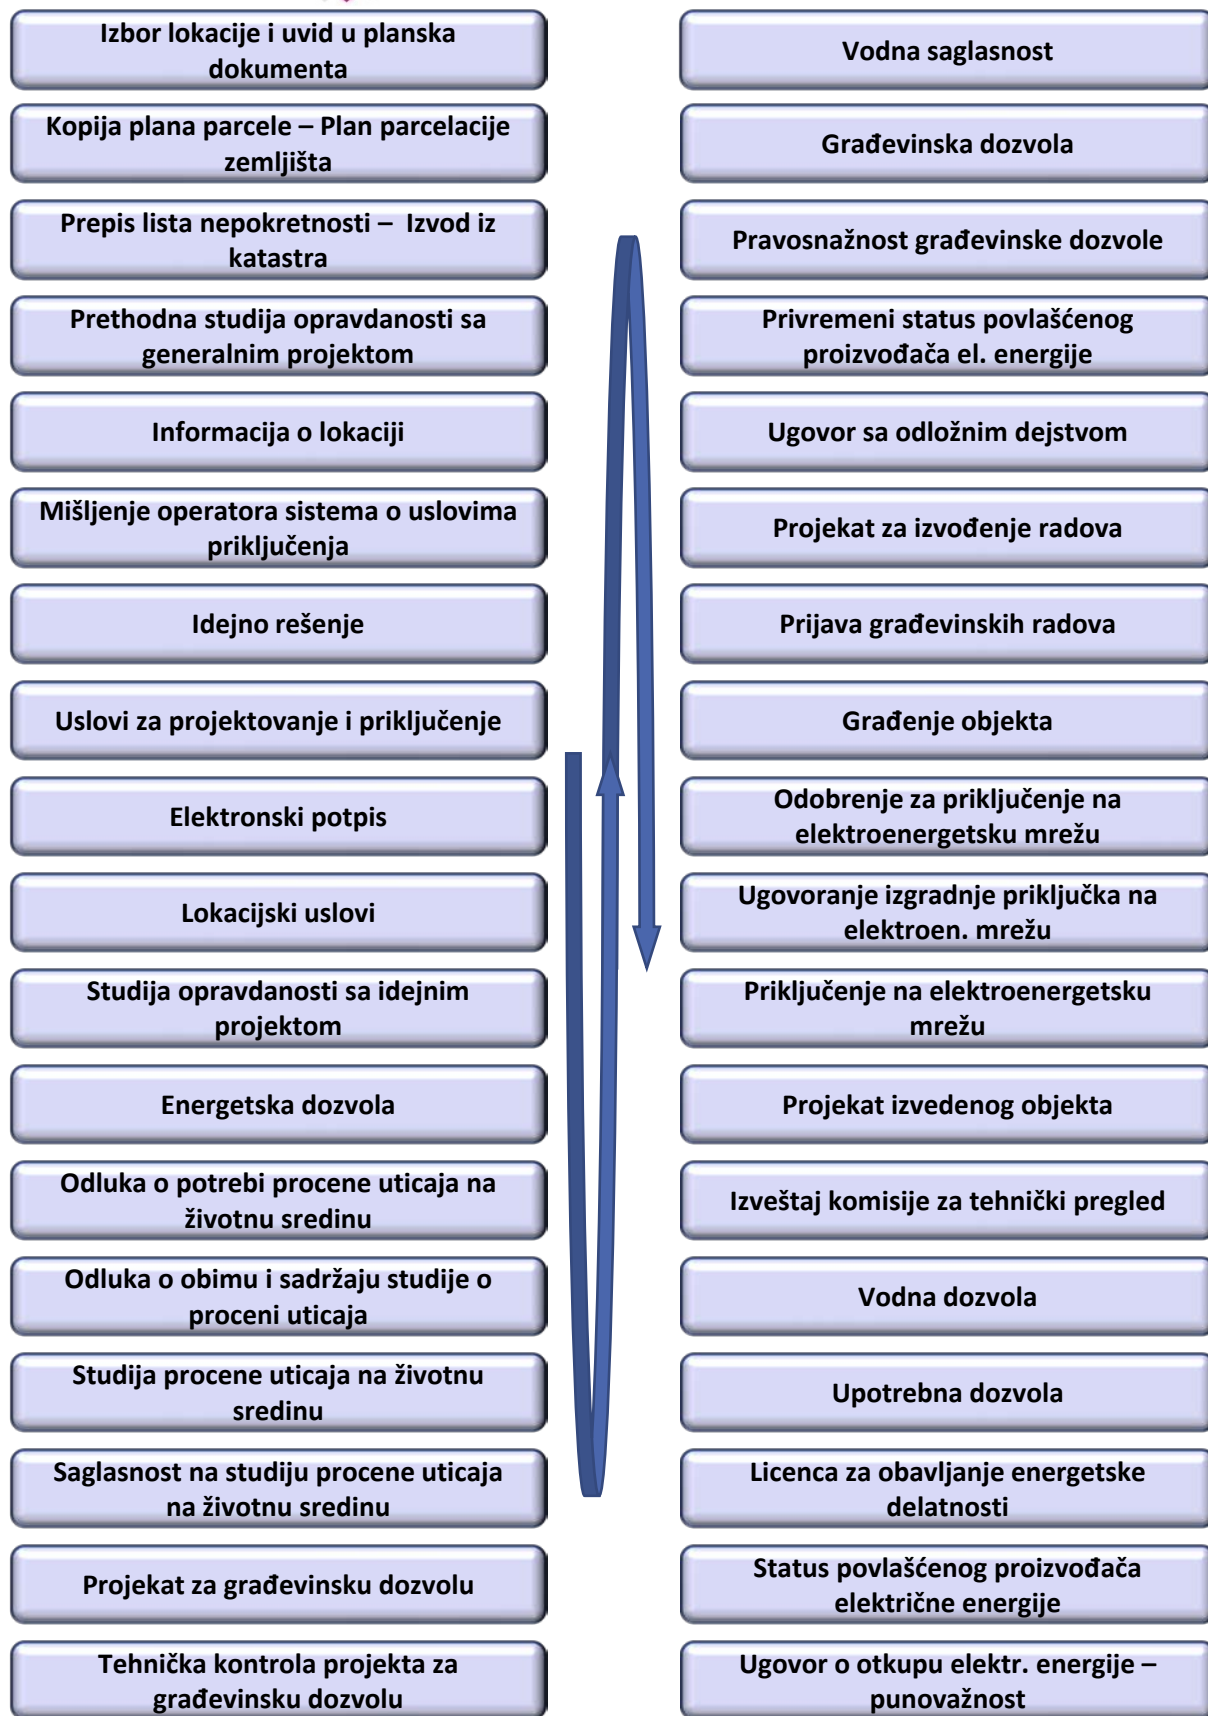 Izbor lokacije i uvid u planska
dokumenta
Kopija plana parcele – Plan parcelacije
zemljišta
Prepis lista nepokretnosti – Izvod iz
katastra
Prethodna studija opravdanosti sa
generalnim projektom
Informacija o lokaciji
Mišljenje operatora sistema o uslovima
priključenja
Idejno rešenje
Uslovi za projektovanje i priključenje
Elektronski potpis
Lokacijski uslovi
Studija opravdanosti sa idejnim
projektom
Energetska dozvola
Odluka o potrebi procene uticaja na
životnu sredinu
Odluka o obimu i sadržaju studije o
proceni uticaja
Studija procene uticaja na životnu
sredinu
Saglasnost na studiju procene uticaja
na životnu sredinu
Projekat za građevinsku dozvolu
Tehnička kontrola projekta za
građevinsku dozvolu
Vodna saglasnost
Građevinska dozvola
Pravosnažnost građevinske dozvole
Privremeni status povlašćenog
proizvođača el. energije
Ugovor sa odložnim dejstvom
Projekat za izvođenje radova
Prijava građevinskih radova
Građenje objekta
Odobrenje za priključenje na
elektroenergetsku mrežu
Ugovoranje izgradnje priključka na
elektroen. mrežu
Priključenje na elektroenergetsku
mrežu
Projekat izvedenog objekta
Izveštaj komisije za tehnički pregled
Vodna dozvola
Upotrebna dozvola
Licenca za obavljanje energetske
delatnosti
Status povlašćenog proizvođača
električne energije
Ugovor o otkupu elektr. energije –
punovažnost